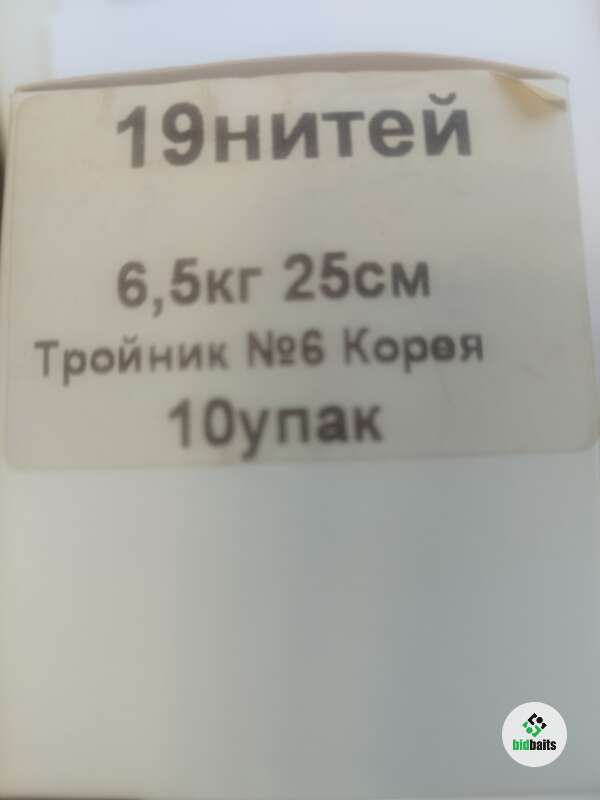 19нитей
6,5кг 25см
Тройник №6 Корея
10упак
bidbaits